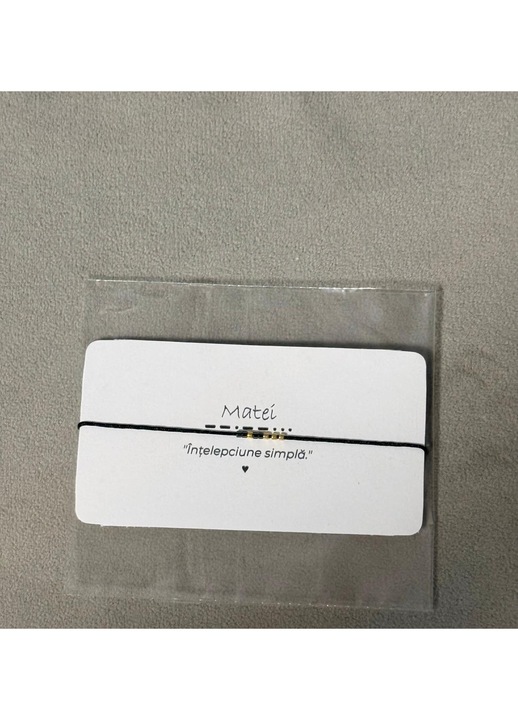 Matei
"Înțelepciune simplă."
♥